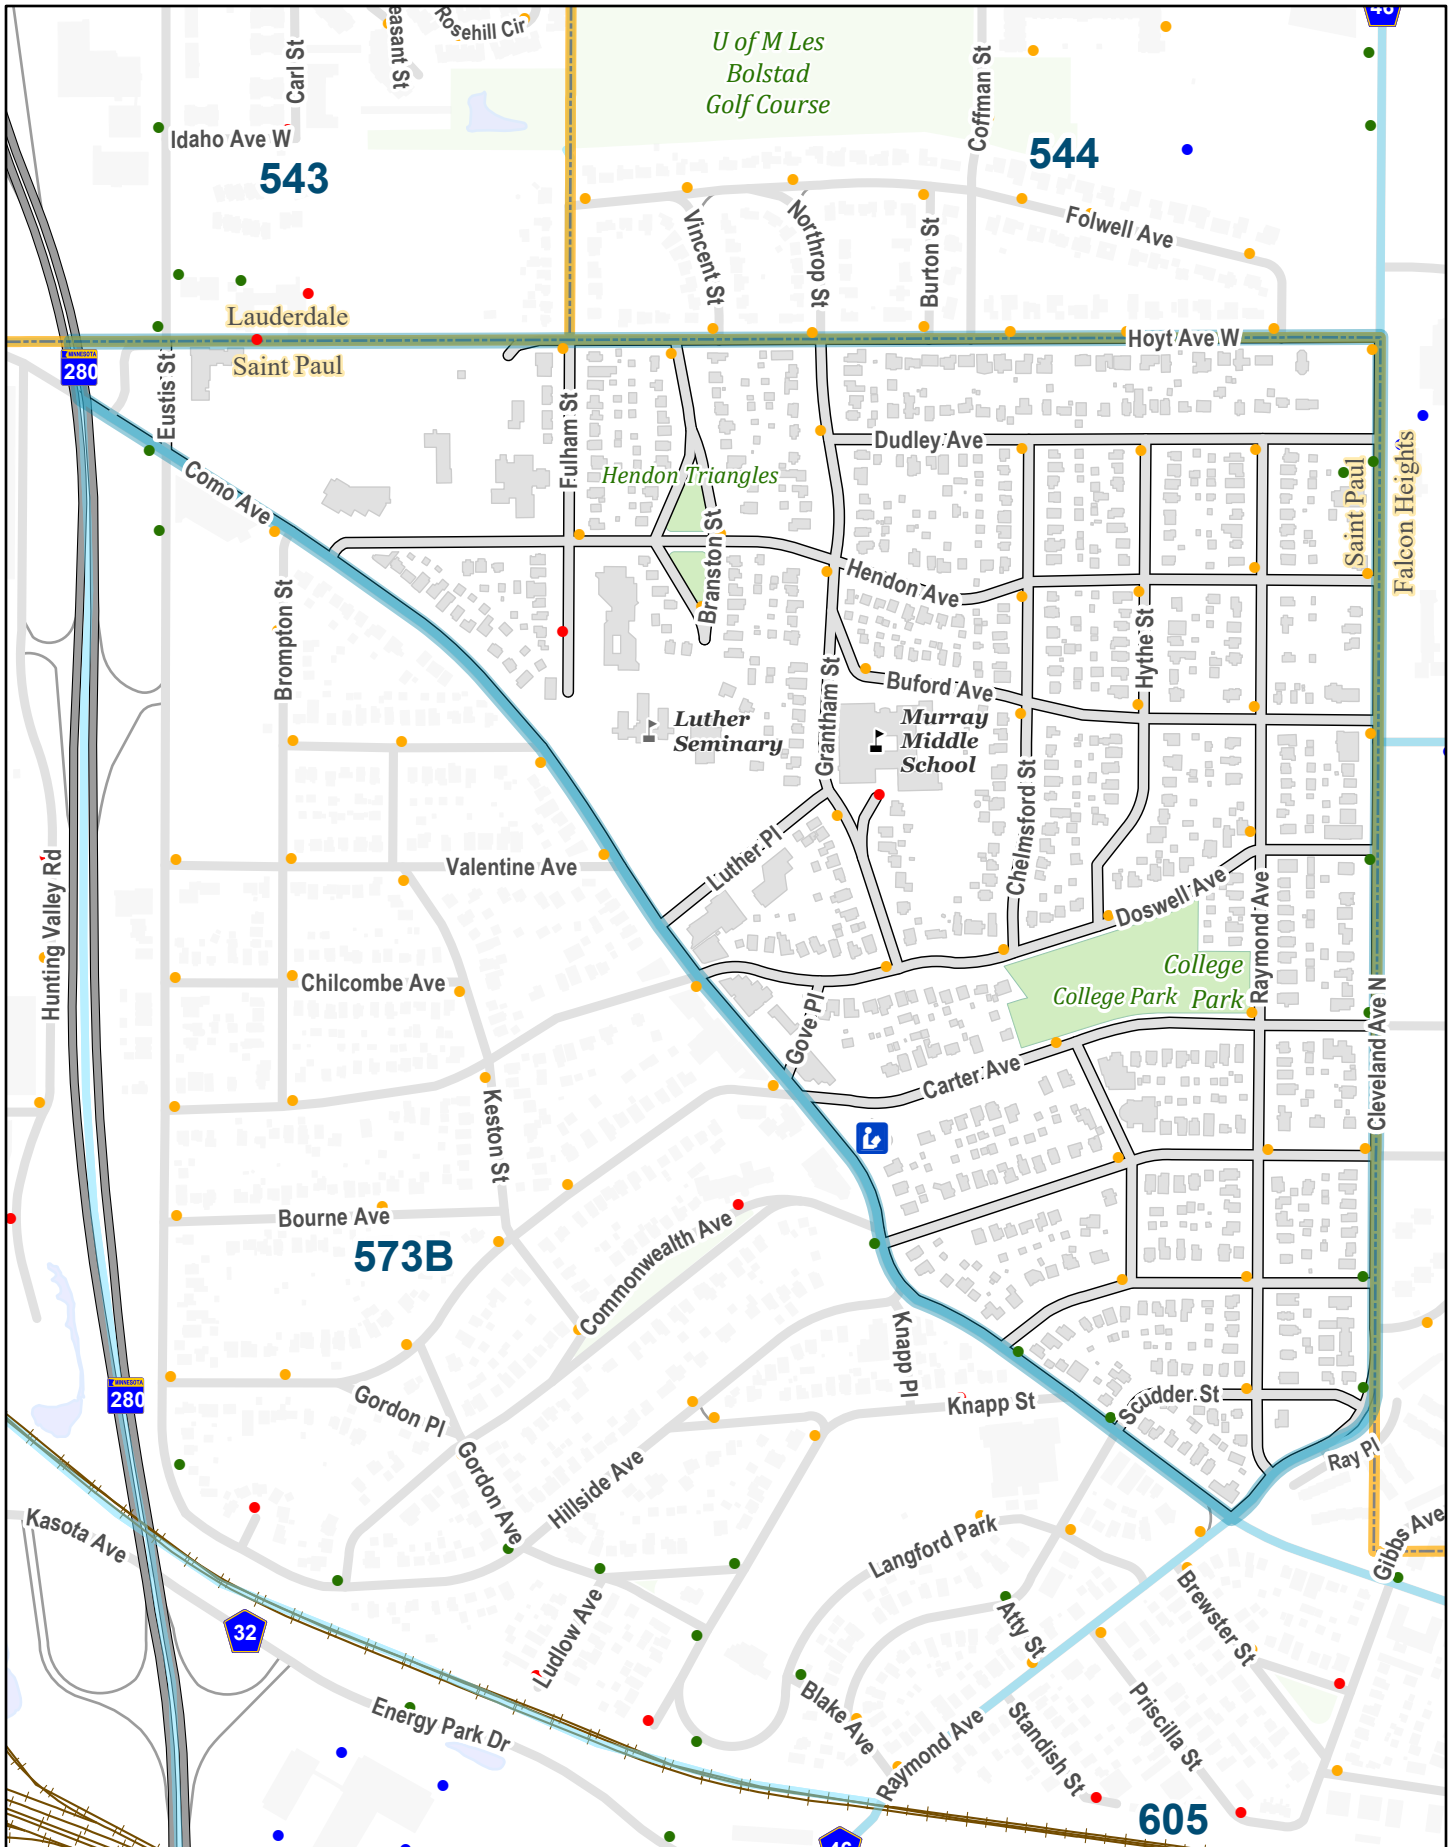 easant St
Rosehill Cir
46
Carl St
U of M Les
Bolstad
Golf Course
Coffman St
Idaho Ave W
543
544
Vincent St
Northrop St
Burton St
Folwell Ave
Lauderdale
Saint Paul
Hoyt Ave W
MINNESOTA
280
Eustis St
Fulham St
Dudley Ave
Saint Paul
Falcon Heights
Hendon Triangles
Como Ave
Branston St
Hendon Ave
Brompton St
Hythe St
Grantham St
Buford Ave
Luther
Seminary
Murray
Middle
School
Chelmsford St
Luther Pl
Valentine Ave
Hunting Valley Rd
Doswell Ave
Raymond Ave
College
Park
College Park
Chilcombe Ave
Gove Pl
Cleveland Ave N
Carter Ave
Keston St
Bourne Ave
573B
Commonwealth Ave
Knapp Pl
MINNESOTA
280
Gordon Pl
Knapp St
Scudder St
Ray Pl
Gordon Ave
Hillside Ave
Kasota Ave
Langford Park
Gibbs Ave
32
Ludlow Ave
Atty St
Brewster St
Energy Park Dr
Blake Ave
Raymond Ave
Standish St
Priscilla St
605
46